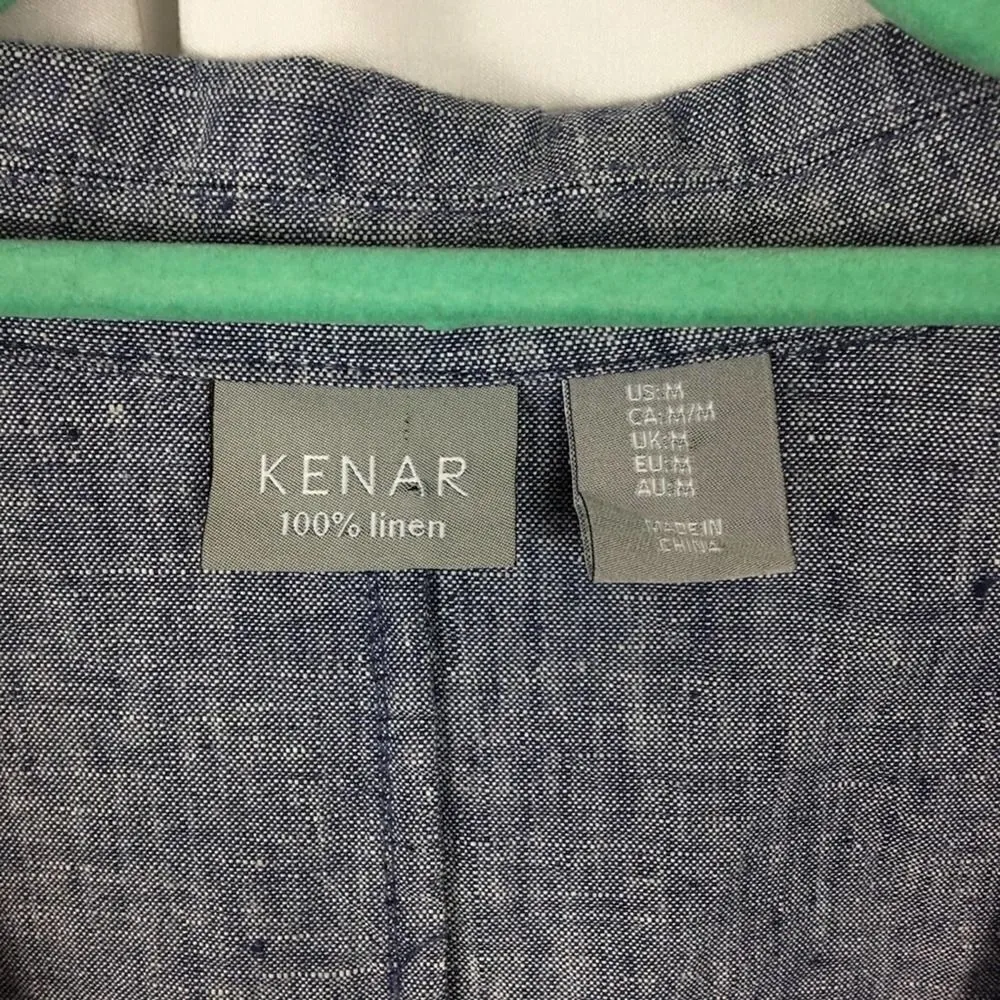 KENAR
100% linen
US:M
CA:M/M
UK:M
EU:M
AU:M
MADE IN
CHINA